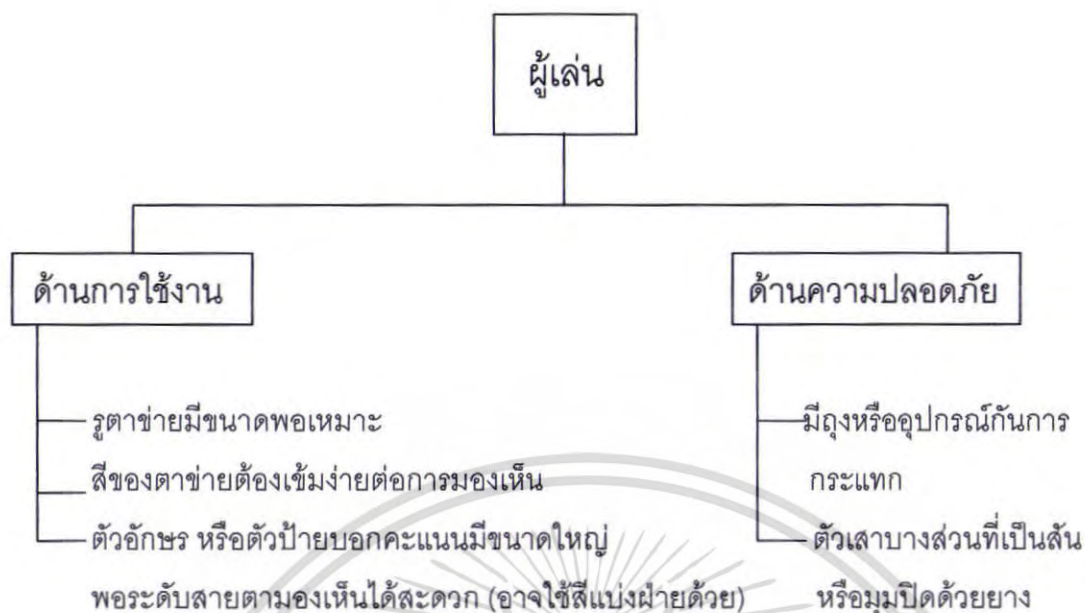 ผู้เล่น
ด้านการใช้งาน
รูตาข่ายมีขนาดพอเหมาะ
สีของตาข่ายต้องเข้มง่ายต่อการมองเห็น
ตัวอักษร หรือตัวป้ายบอกคะแนนมีขนาดใหญ่
พอระดับสายตามองเห็นได้สะดวก (อาจใช้สีแบ่งฝ่ายด้วย)
ด้านความปลอดภัย
มีถุงหรืออุปกรณ์กันการ
กระแทก
ตัวเสาบางส่วนที่เป็นสัน
หรือมุมปิดด้วยยาง